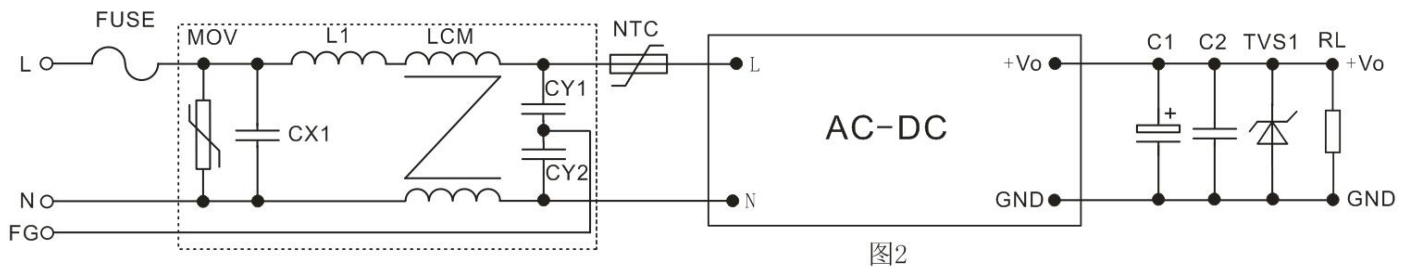 FUSE
MOV
L1
LCM
NTC
C1
C2
TVS1
RL
L
L
+Vo
+Vo
CY1
AC-DC
+
CX1
CY2
N
N
GND
GND
FG
图2